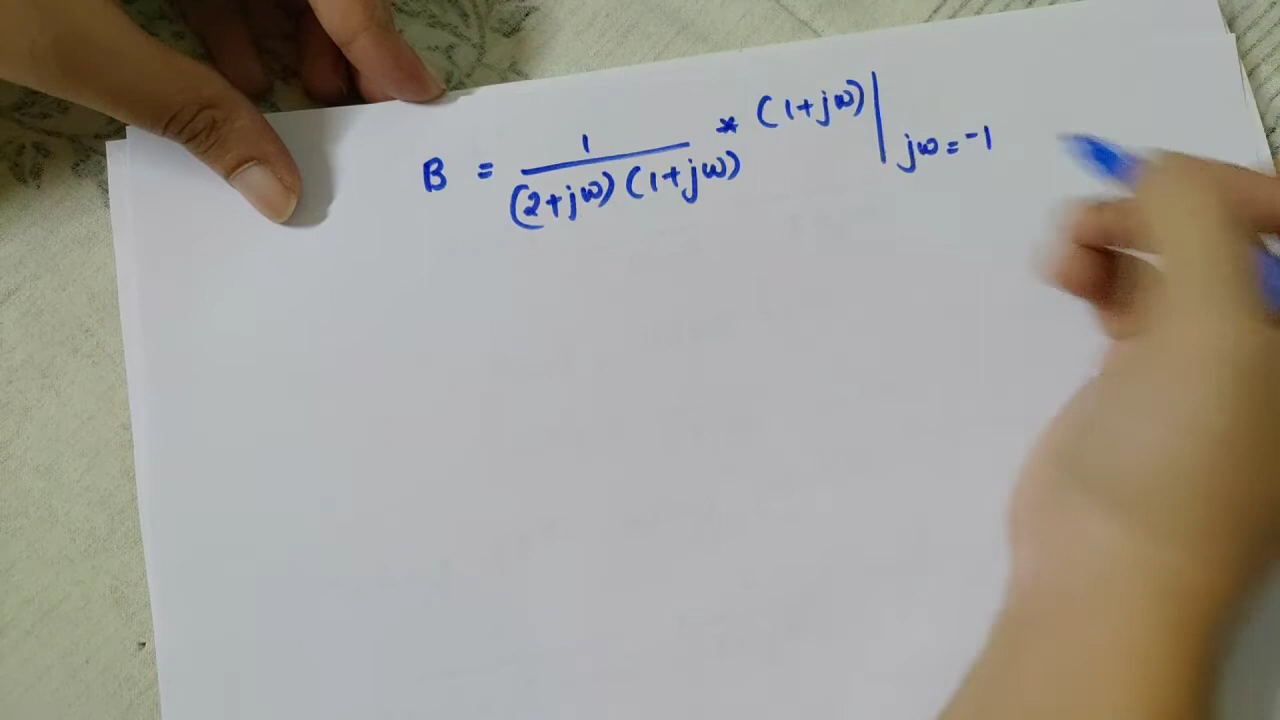 B = 1/((2+jω)(1+jω)) * (1+jω) | jω = -1